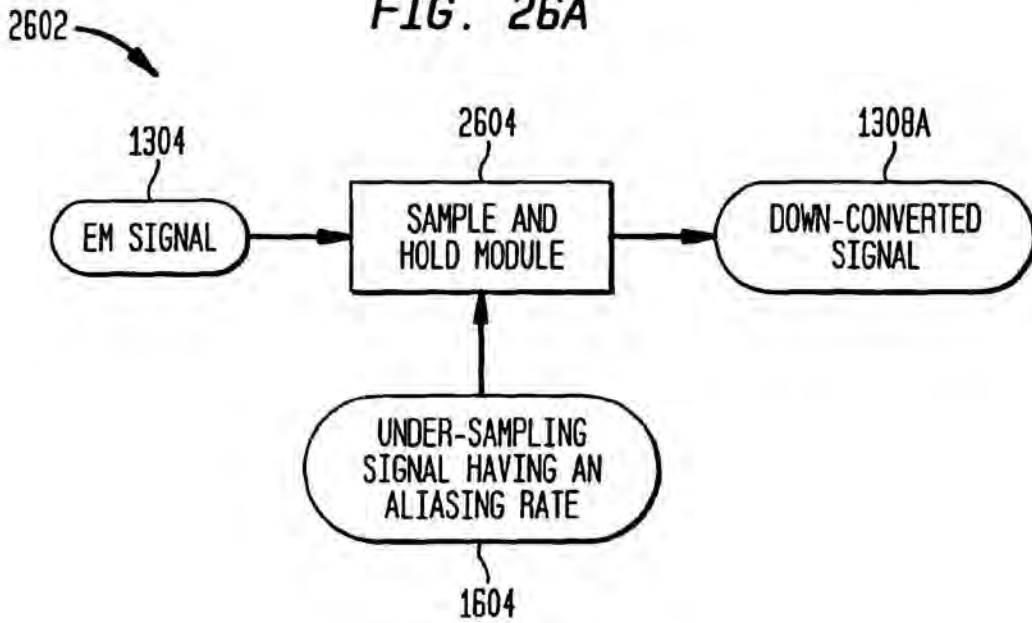 FIG. 26A
2602
1304
2604
1308A
EM SIGNAL
SAMPLE AND
HOLD MODULE
DOWN-CONVERTED
SIGNAL
UNDER-SAMPLING
SIGNAL HAVING AN
ALIASING RATE
1604